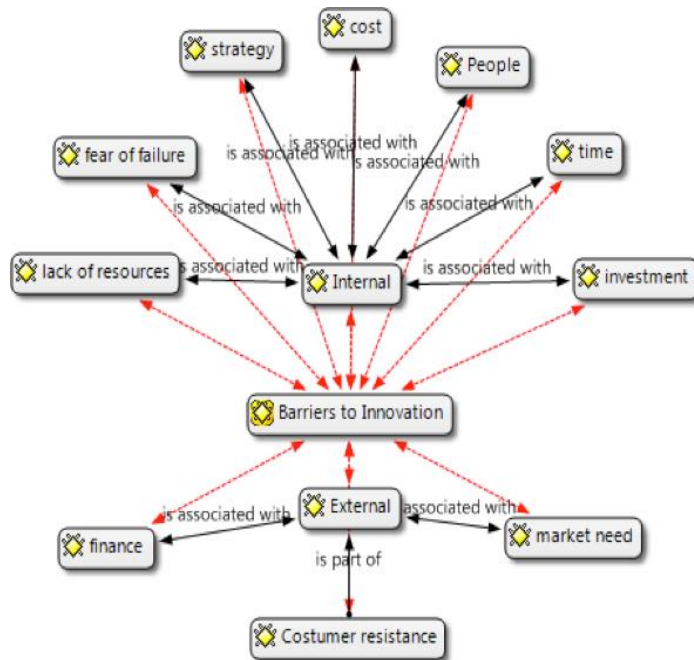 cost
strategy
People
is associated with
is associated with
is associated with
fear of failure
time
is associated with
is associated with
lack of resources
is associated with
Internal
is associated with
investment
Barriers to Innovation
is associated with
External
associated with
finance
market need
is part of
Costumer resistance